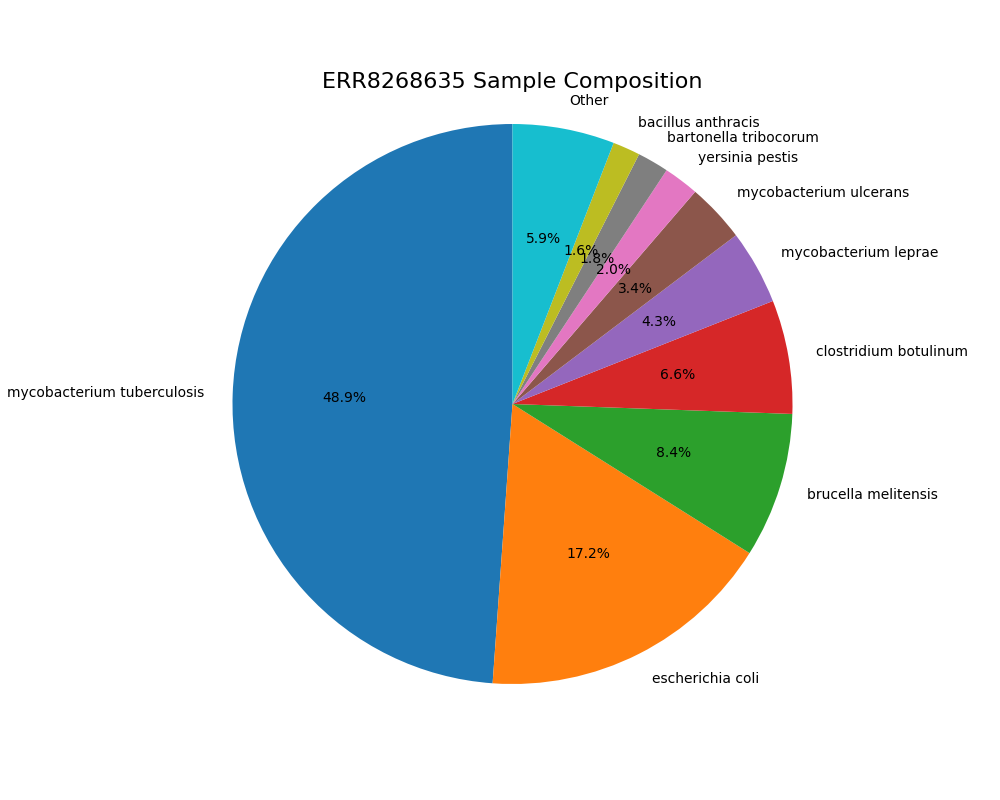 ERR8268635 Sample Composition
Other
bacillus anthracis
bartonella tribocorum
yersinia pestis
mycobacterium ulcerans
mycobacterium leprae
clostridium botulinum
brucella melitensis
escherichia coli
mycobacterium tuberculosis
5.9%
1.6%
1.8%
2.0%
3.4%
4.3%
6.6%
8.4%
17.2%
48.9%